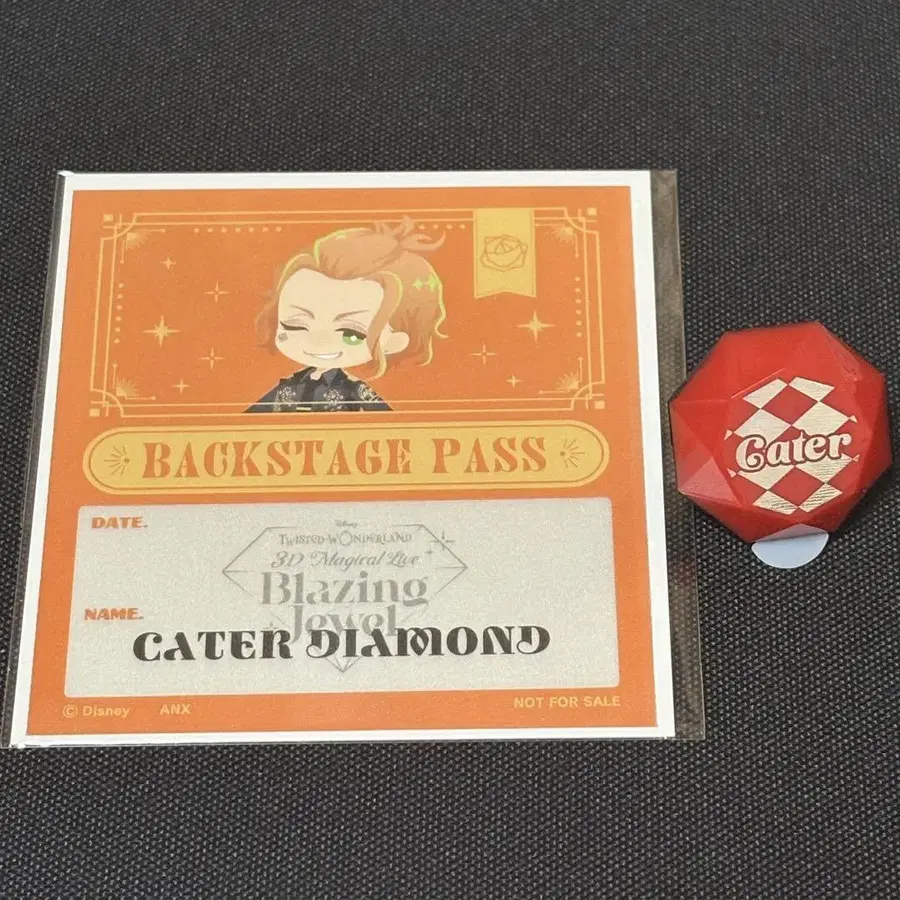 BACKSTAGE PASS
DATE.
Disney
TWISTED-WONDERLAND
3D Magical Live
Blazing
Jewel
NAME.
CATER DIAMOND
© Disney ANX
NOT FOR SALE
Cater